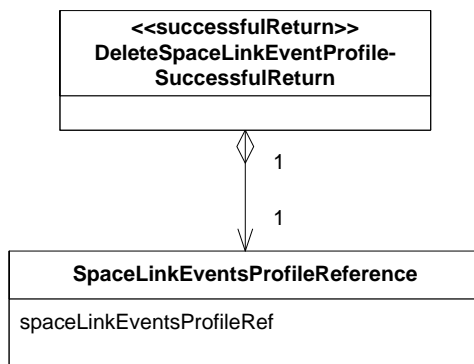 <<successfulReturn>>
DeleteSpaceLinkEventProfile-
SuccessfulReturn
1
1
SpaceLinkEventsProfileReference
spaceLinkEventsProfileRef